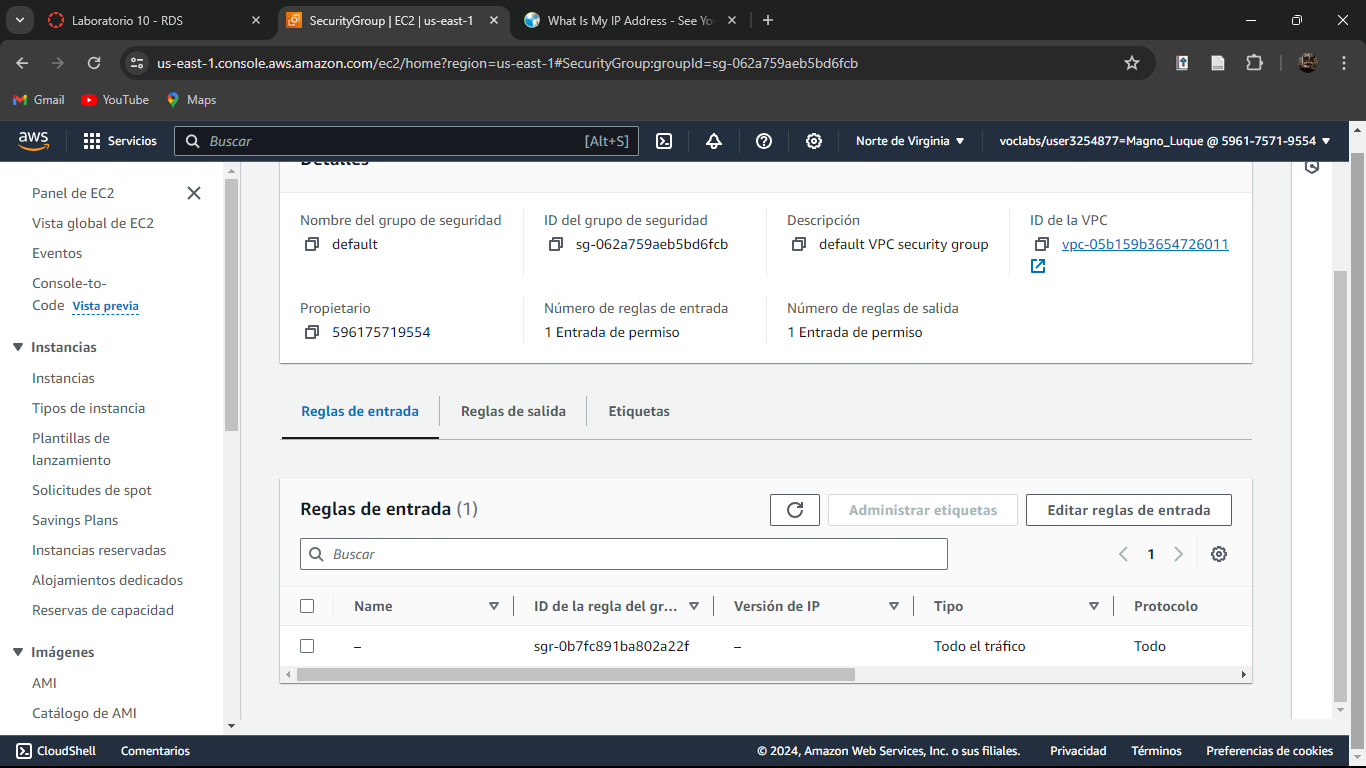 Laboratorio 10 - RDS
SecurityGroup | EC2 | us-east-1
What Is My IP Address - See Yo
us-east-1.console.aws.amazon.com/ec2/home?region=us-east-1#SecurityGroup:groupId=sg-062a759aeb5bd6fcb
Gmail
YouTube
Maps
aws
Servicios
Buscar
[Alt+S]
Norte de Virginia
voclabs/user3254877=Magno_Luque @ 5961-7571-9554
Panel de EC2
Vista global de EC2
Eventos
Console-to-
Code Vista previa
Instancias
Instancias
Tipos de instancia
Plantillas de
lanzamiento
Solicitudes de spot
Savings Plans
Instancias reservadas
Alojamientos dedicados
Reservas de capacidad
Imágenes
AMI
Catálogo de AMI
Detalles
Nombre del grupo de seguridad
default
ID del grupo de seguridad
sg-062a759aeb5bd6fcb
Descripción
default VPC security group
ID de la VPC
vpc-05b159b3654726011
Propietario
596175719554
Número de reglas de entrada
1 Entrada de permiso
Número de reglas de salida
1 Entrada de permiso
Reglas de entrada
Reglas de salida
Etiquetas
Reglas de entrada (1)
Administrar etiquetas
Editar reglas de entrada
Buscar
1
Name
ID de la regla del gr...
Versión de IP
Tipo
Protocolo
–
sgr-0b7fc891ba802a22f
–
Todo el tráfico
Todo
CloudShell
Comentarios
© 2024, Amazon Web Services, Inc. o sus filiales.
Privacidad
Términos
Preferencias de cookies